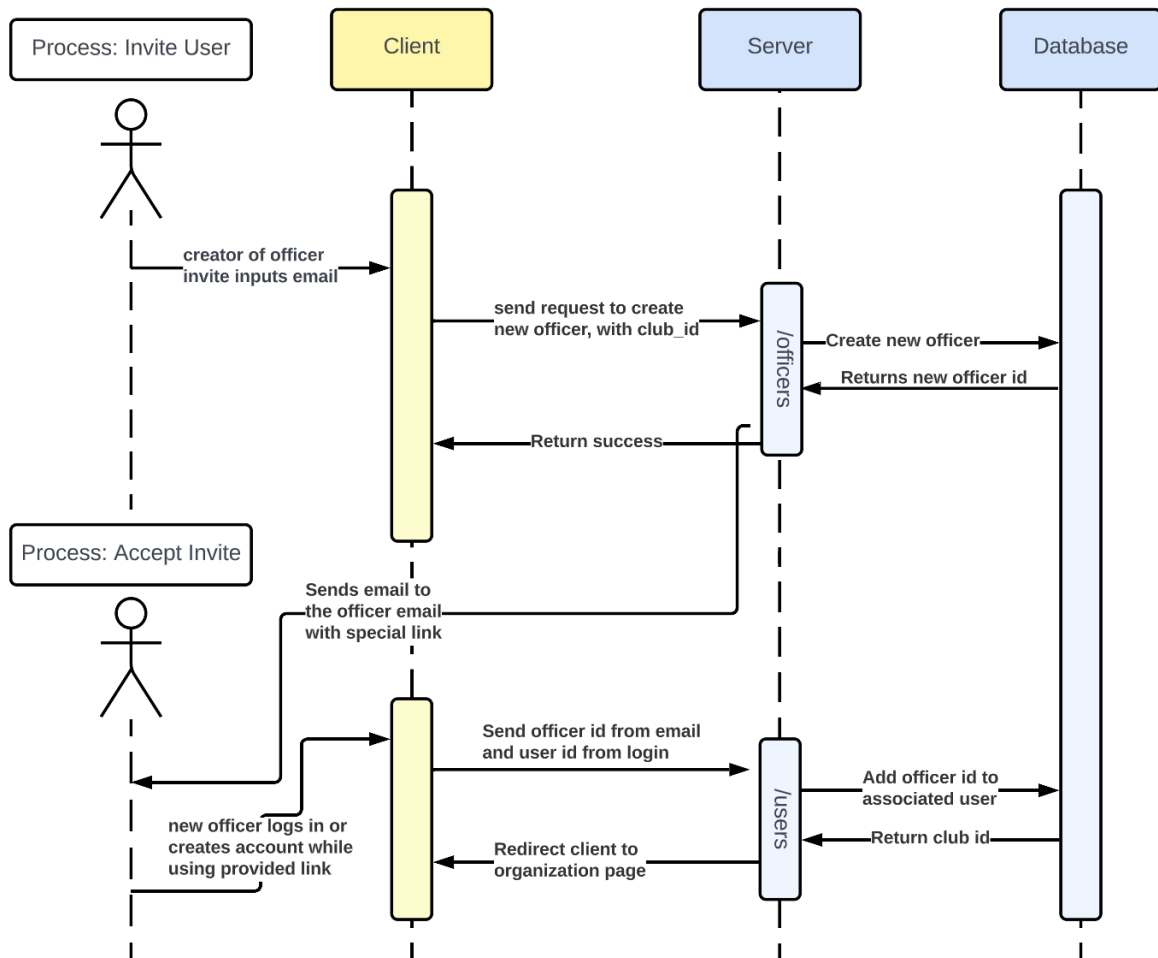 Process: Invite User
Client
Server
Database
creator of officer
invite inputs email
send request to create
new officer, with club_id
/officers
Create new officer
Returns new officer id
Return success
Process: Accept Invite
Sends email to
the officer email
with special link
Send officer id from email
and user id from login
/users
Add officer id to
associated user
new officer logs in or
creates account while
using provided link
Return club id
Redirect client to
organization page